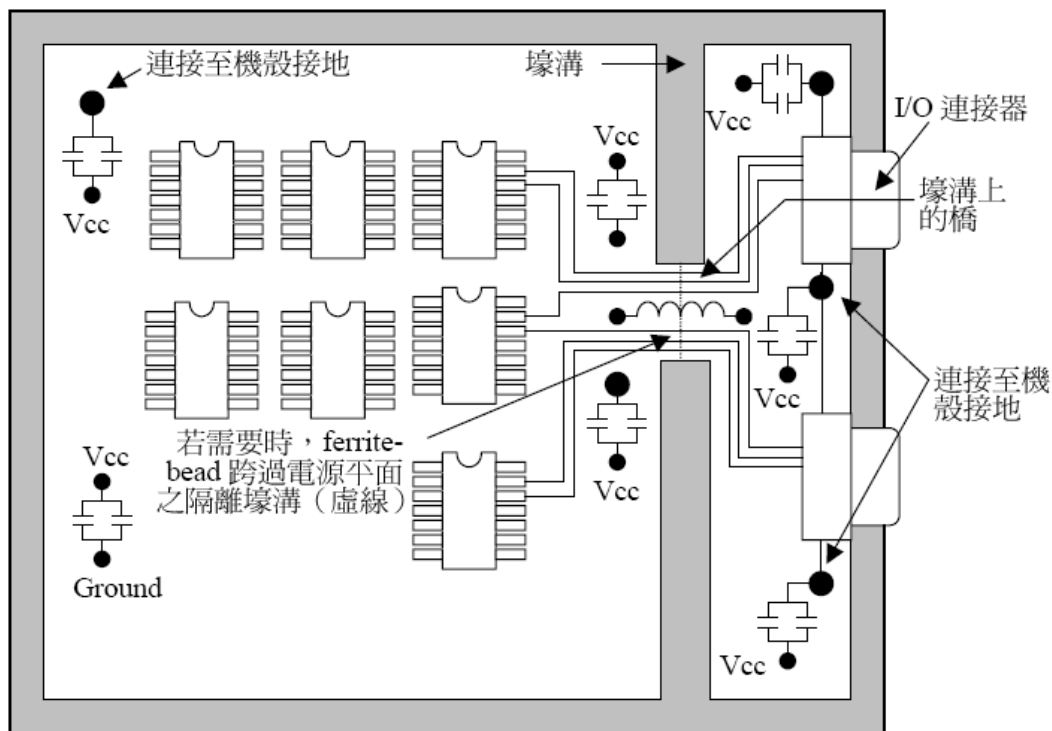 連接至機殼接地
壕溝
Vcc
Vcc
I/O 連接器
Vcc
壕溝上
的橋
Vcc
連接至機
殼接地
若需要時，ferrite-
bead 跨過電源平面
之隔離壕溝（虛線）
Vcc
Vcc
Ground
Vcc